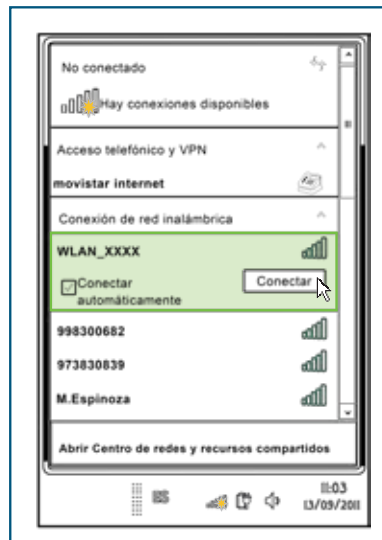 No conectado
Hay conexiones disponibles
Acceso telefónico y VPN
movistar internet
Conexión de red inalámbrica
WLAN_XXXX
Conectar
automáticamente
Conectar
998300682
973830839
M.Espinoza
Abrir Centro de redes y recursos compartidos
ES
11:03
13/09/2011